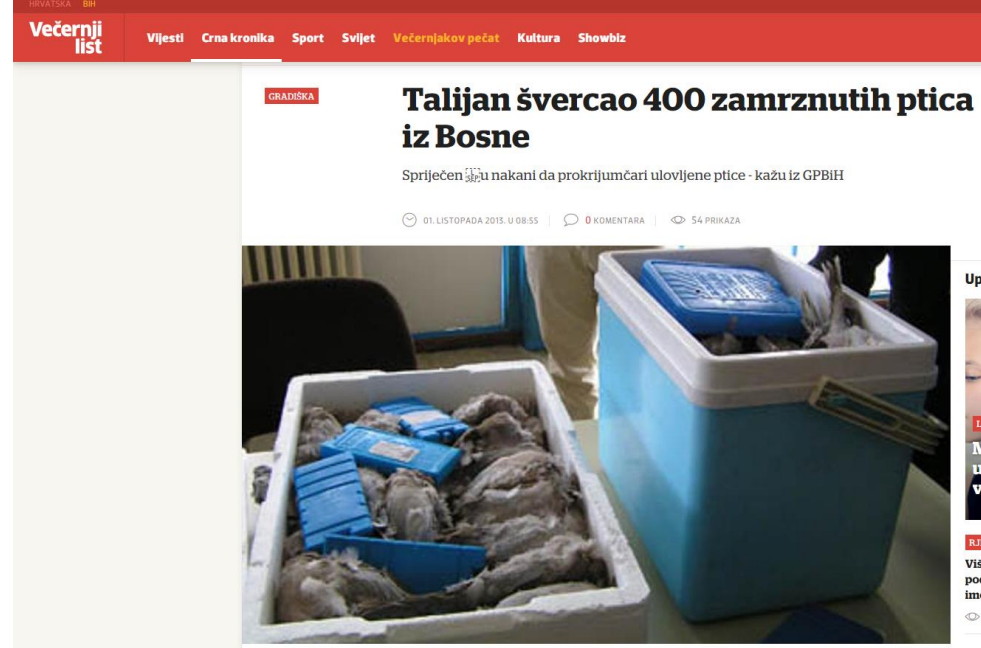 HRVATSKA BIH
Večernji
list
Vijesti Crna kronika Sport Svijet Večernjakov pečat Kultura Showbiz
GRADIŠKA
Talijan švercao 400 zamrznutih ptica
iz Bosne
Spriječen SEP u nakani da prokrijumčari ulovljene ptice - kažu iz GPBiH
01. LISTOPADA 2013. U 08:55 0 KOMENTARA 54 PRIKAZA